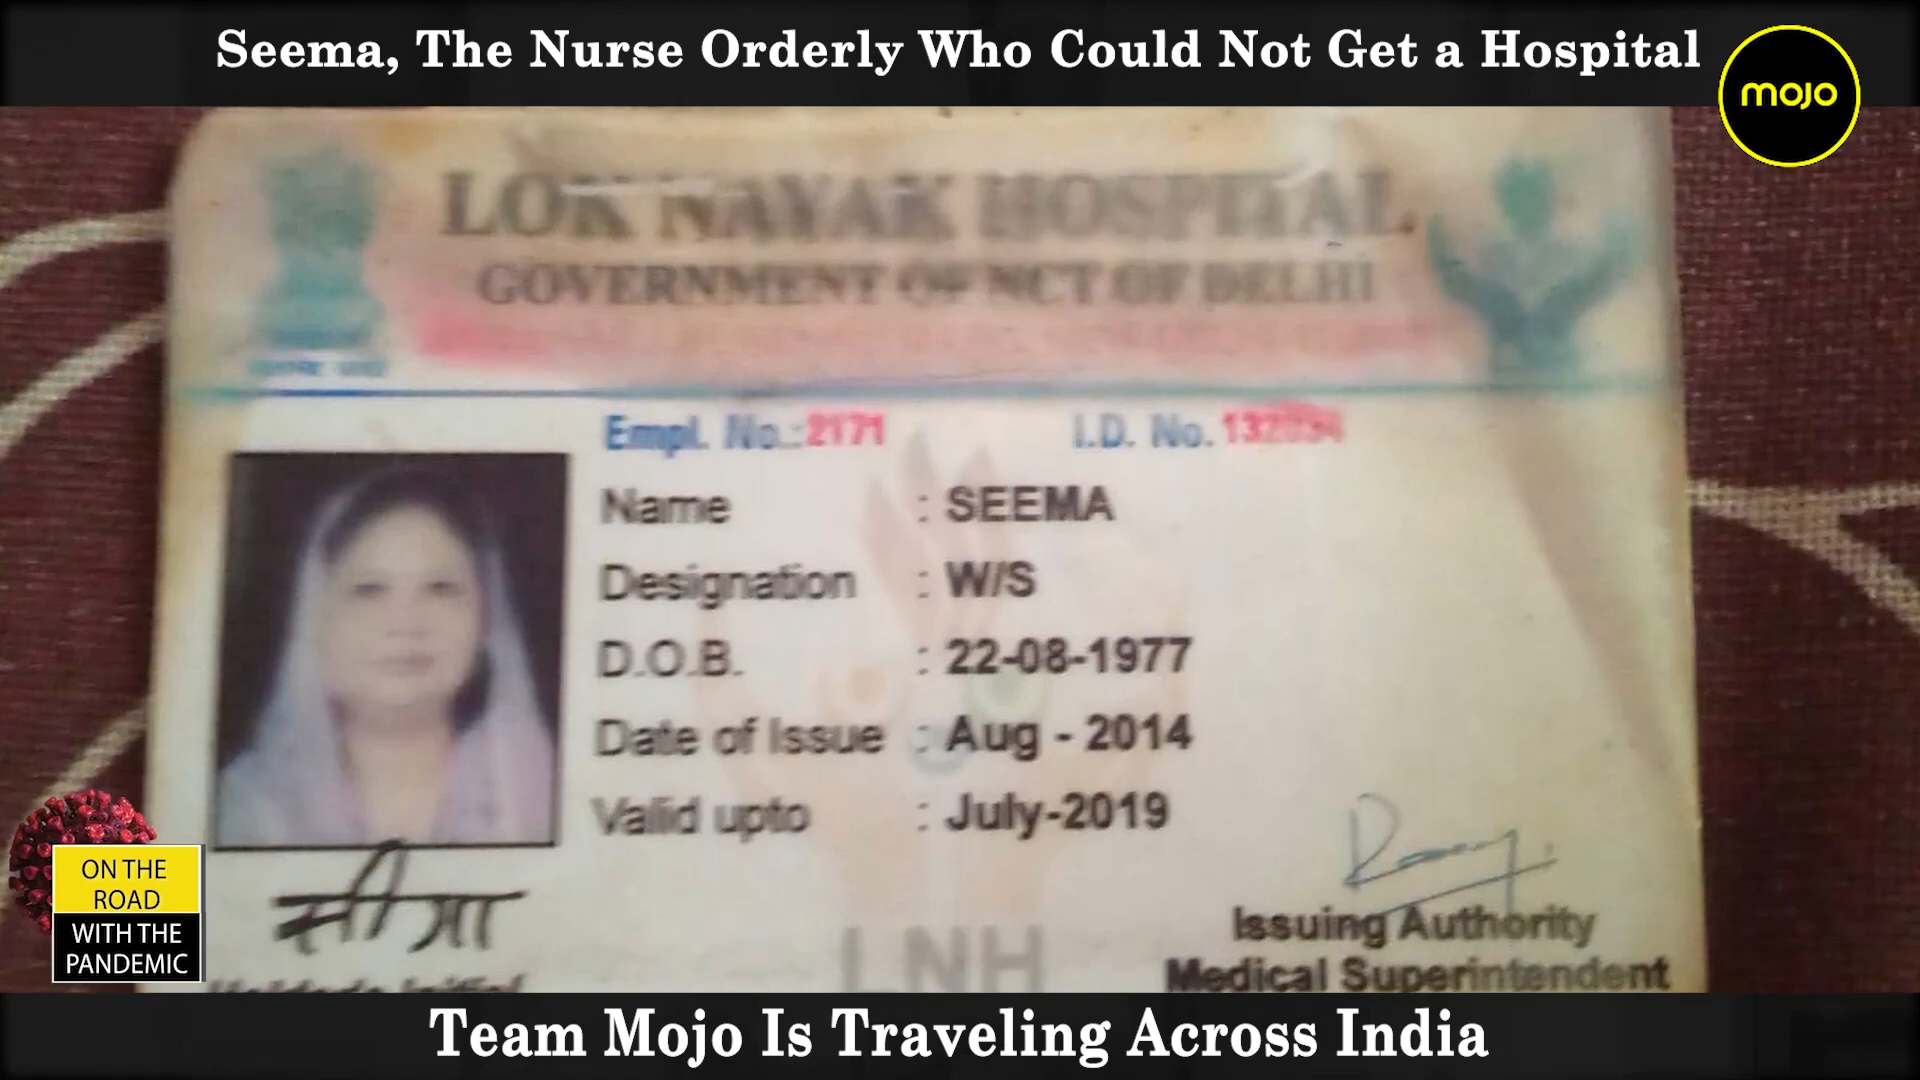 Seema, The Nurse Orderly Who Could Not Get a Hospital
mojo
LOK NAYAK HOSPITAL
GOVERNMENT OF NCT OF DELHI
Empl. No.:2171
I.D. No.
Name : SEEMA
Designation : W/S
D.O.B. : 22-08-1977
Date of Issue : Aug - 2014
Valid upto : July-2019
सीमा
LNH
Issuing Authority
Medical Superintendent
ON THE
ROAD
WITH THE
PANDEMIC
Team Mojo Is Traveling Across India